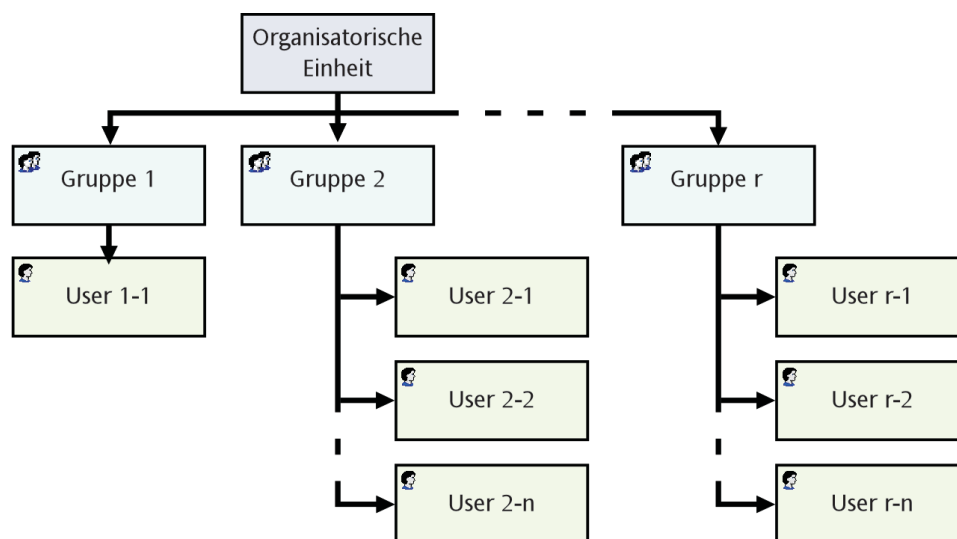 Organisatorische
Einheit
Gruppe 1
Gruppe 2
Gruppe r
User 1-1
User 2-1
User r-1
User 2-2
User r-2
User 2-n
User r-n